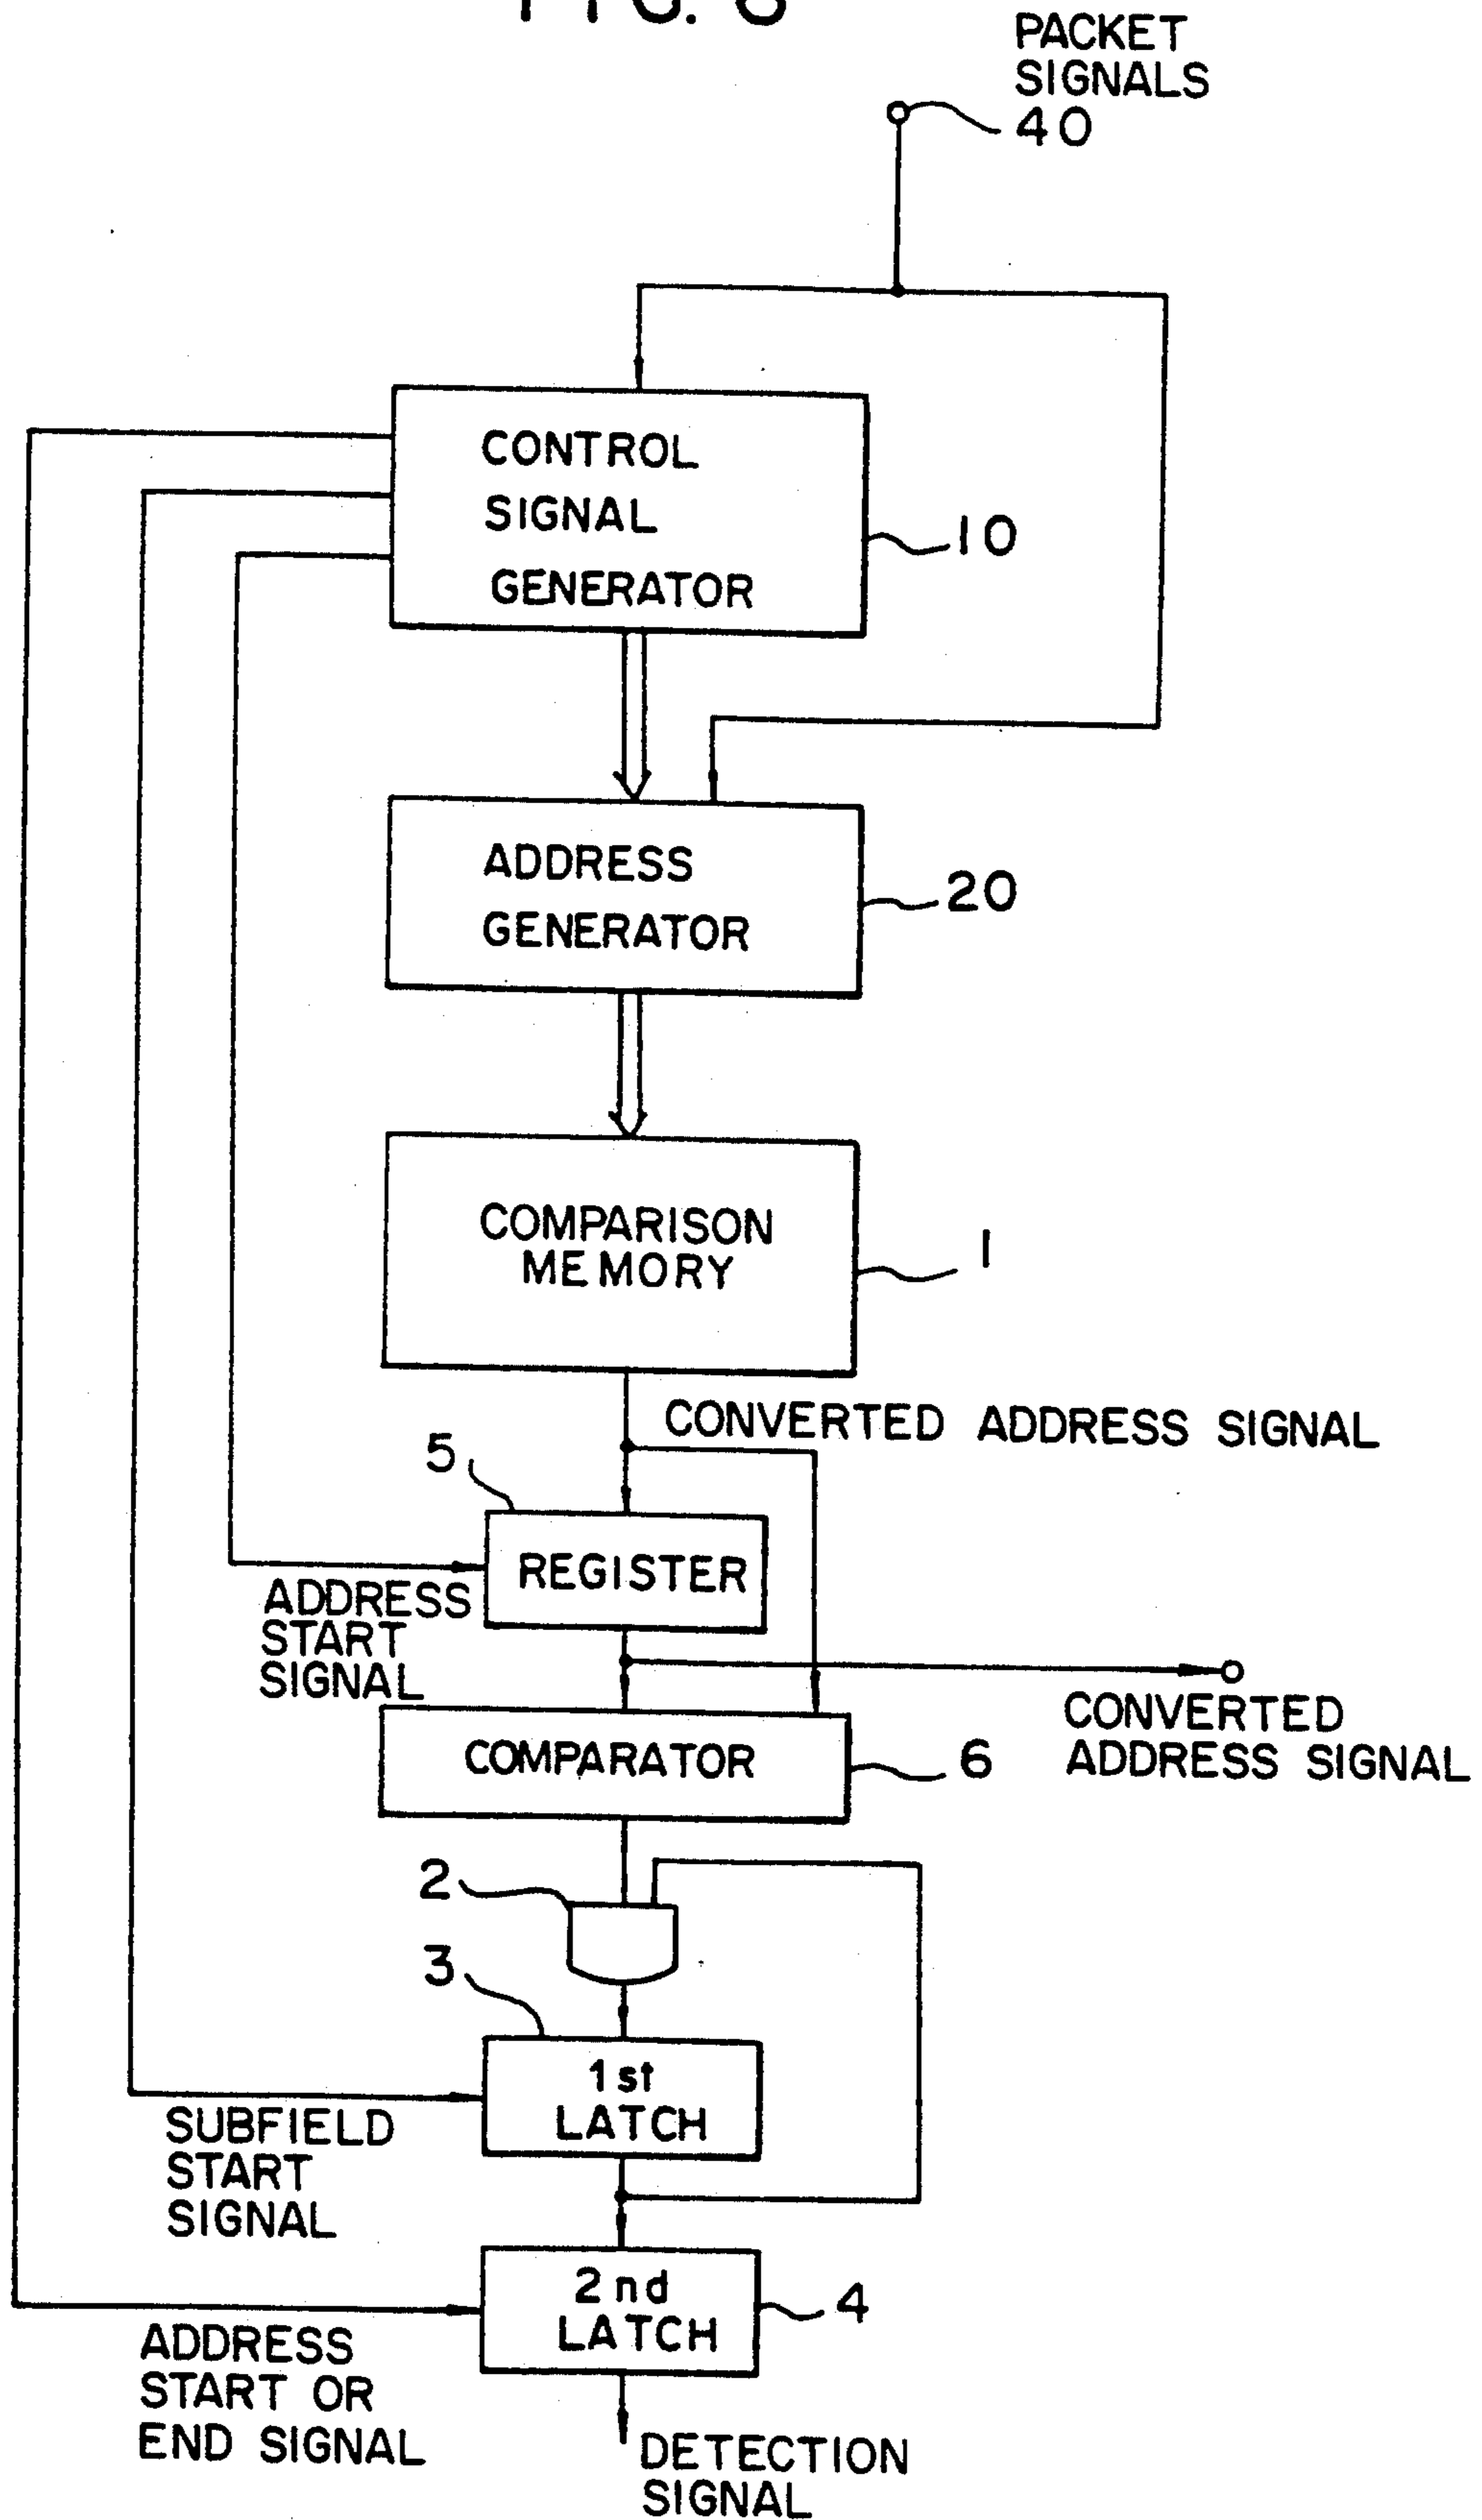 PACKET
SIGNALS
40
CONTROL
SIGNAL
GENERATOR
10
ADDRESS
GENERATOR
20
COMPARISON
MEMORY
1
CONVERTED ADDRESS SIGNAL
5
REGISTER
ADDRESS
START
SIGNAL
CONVERTED
ADDRESS SIGNAL
COMPARATOR
6
2
3
1st
LATCH
SUBFIELD
START
SIGNAL
2nd
LATCH
4
ADDRESS
START OR
END SIGNAL
DETECTION
SIGNAL